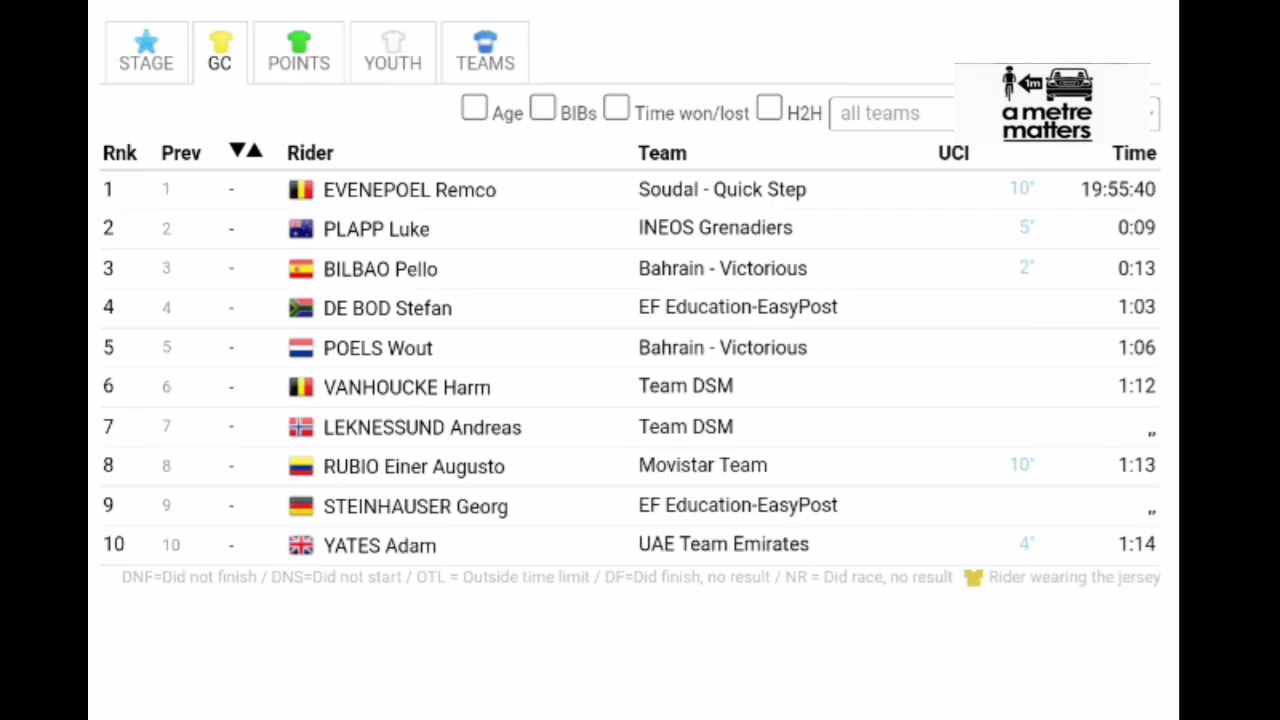 STAGE GC POINTS YOUTH TEAMS
1m
a metre
matters
Age BIBs Time won/lost H2H all teams
Rnk Prev ▼▲ Rider Team UCI Time
1 1 - EVENEPOEL Remco Soudal - Quick Step 10" 19:55:40
2 2 - PLAPP Luke INEOS Grenadiers 5" 0:09
3 3 - BILBAO Pello Bahrain - Victorious 2" 0:13
4 4 - DE BOD Stefan EF Education-EasyPost 1:03
5 5 - POELS Wout Bahrain - Victorious 1:06
6 6 - VANHOUCKE Harm Team DSM 1:12
7 7 - LEKNESSUND Andreas Team DSM ,,
8 8 - RUBIO Einer Augusto Movistar Team 10" 1:13
9 9 - STEINHAUSER Georg EF Education-EasyPost ,,
10 10 - YATES Adam UAE Team Emirates 4" 1:14
DNF=Did not finish / DNS=Did not start / OTL = Outside time limit / DF=Did finish, no result / NR = Did race, no result Rider wearing the jersey